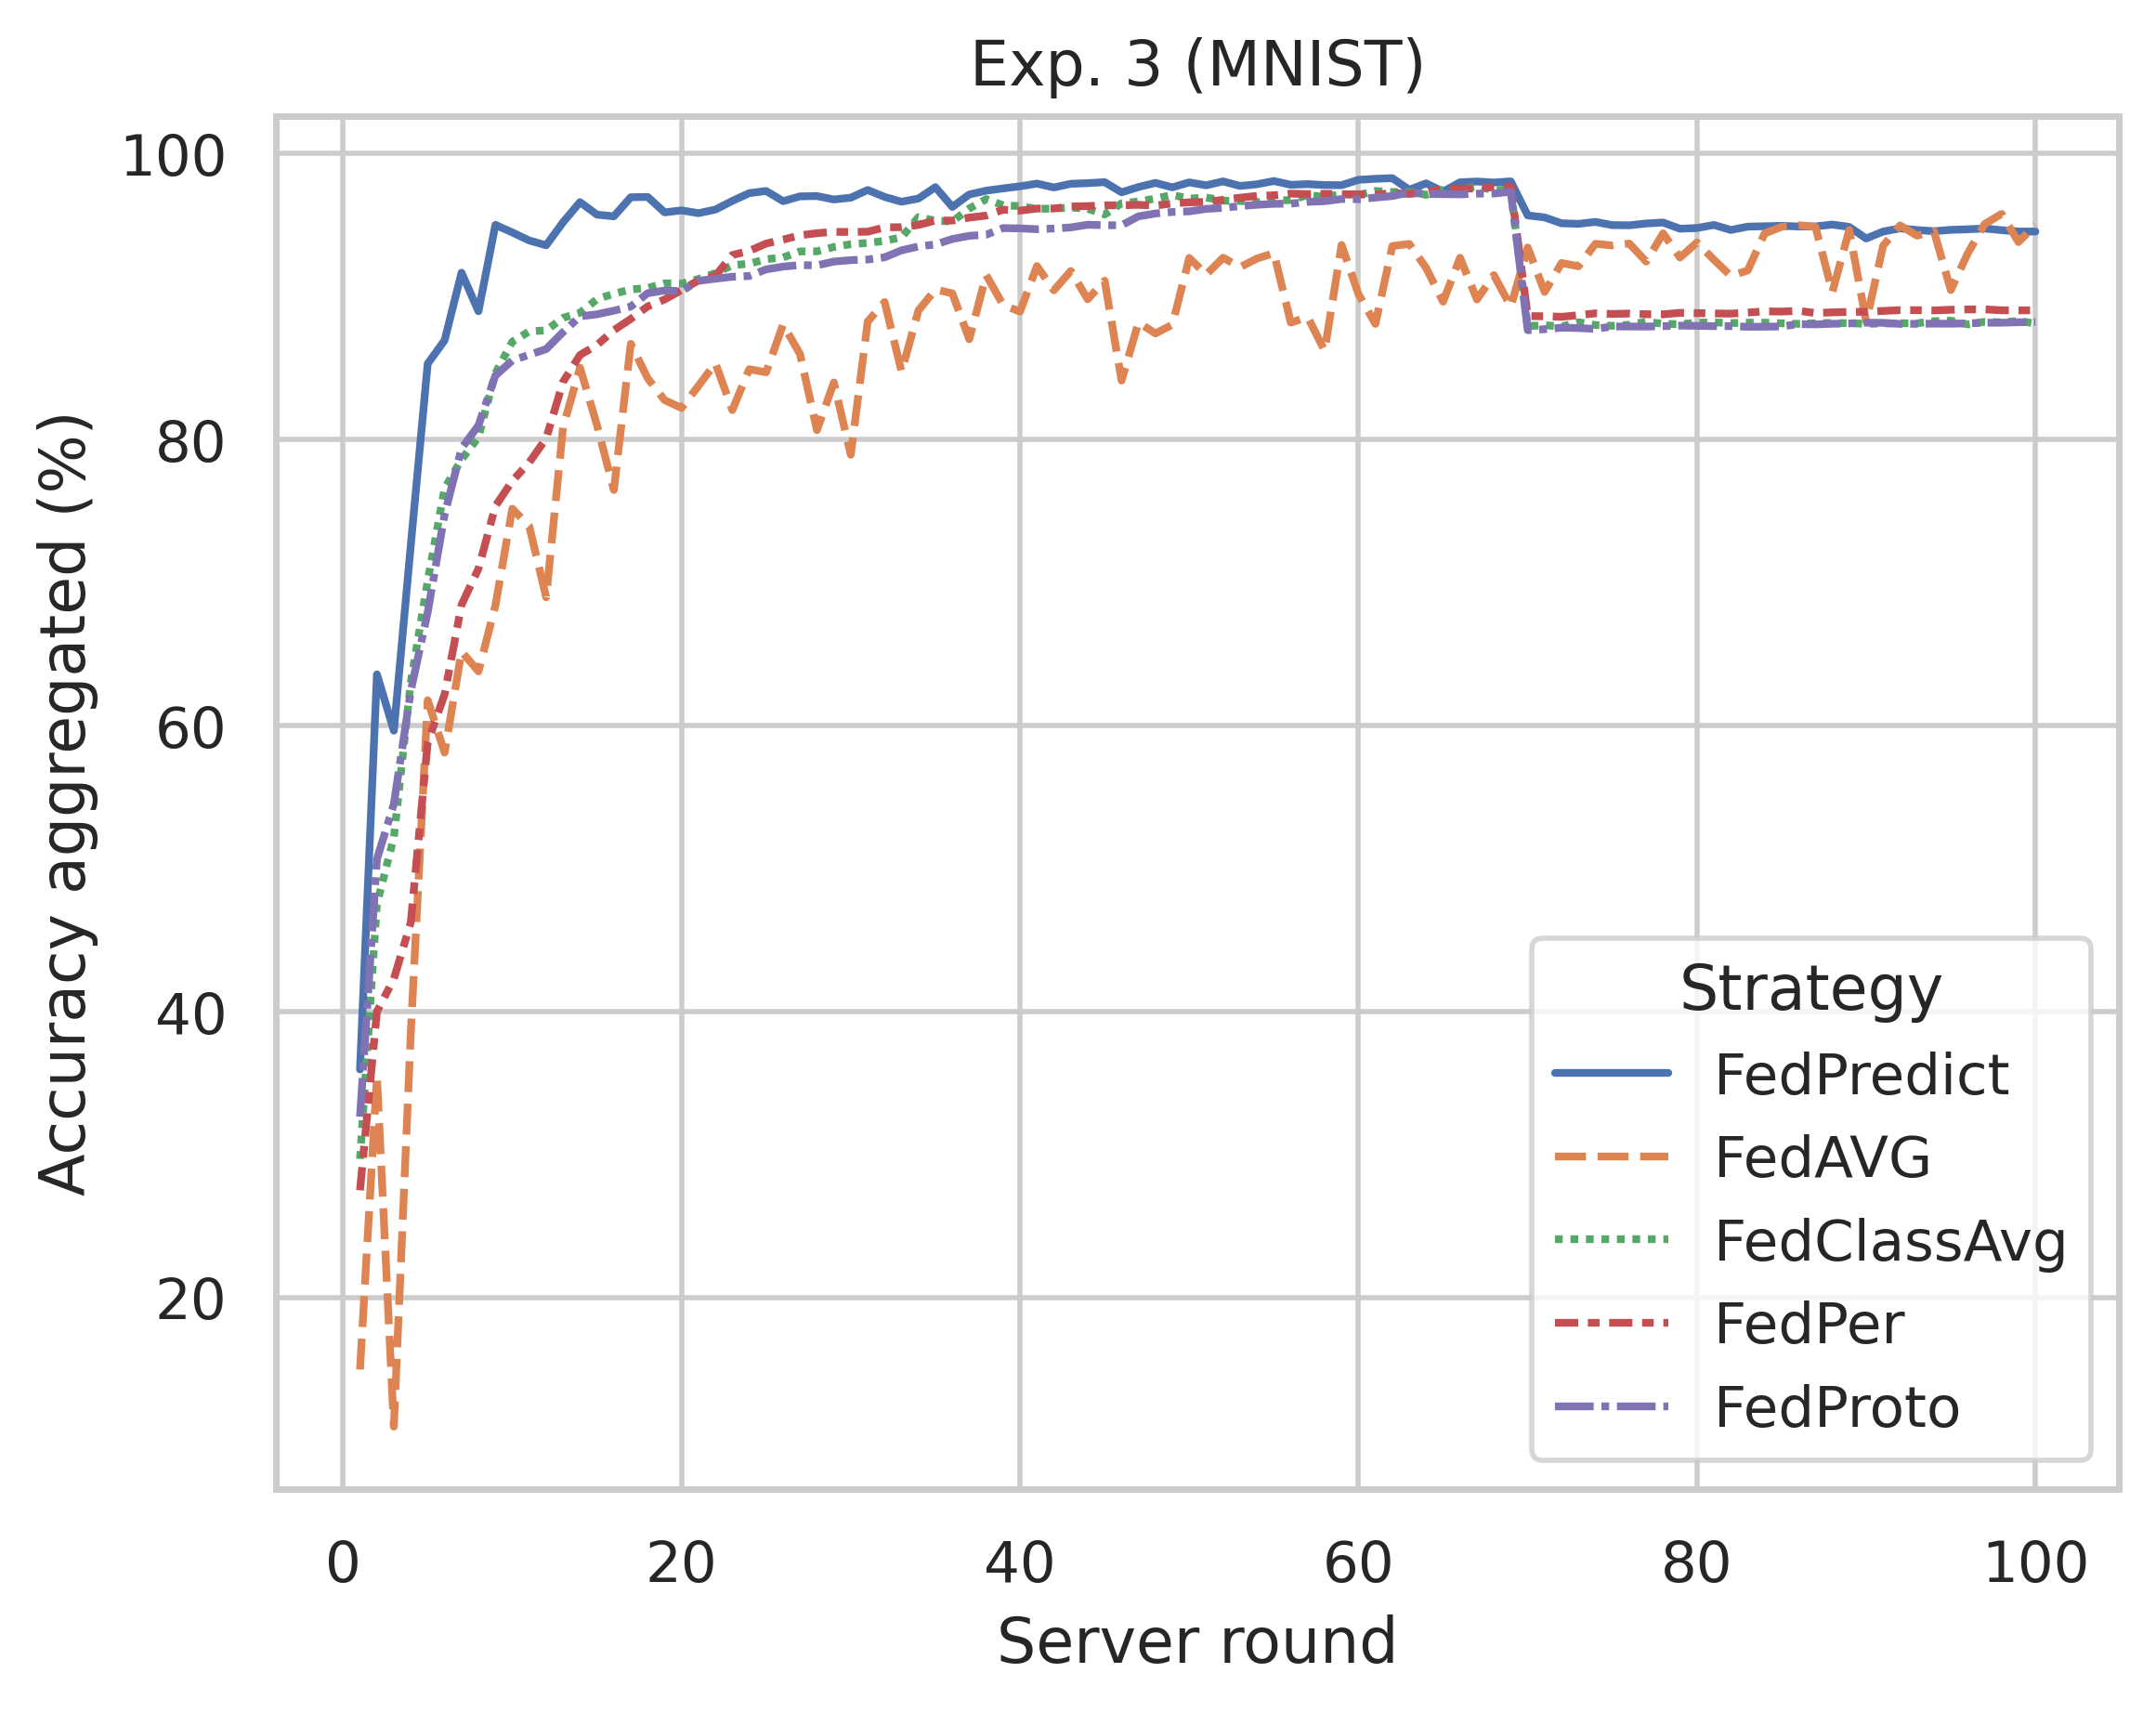 Exp. 3 (MNIST)
Accuracy aggregated (%)
100
80
60
40
20
0
20
40
60
80
100
Server round
Strategy
FedPredict
FedAVG
FedClassAvg
FedPer
FedProto